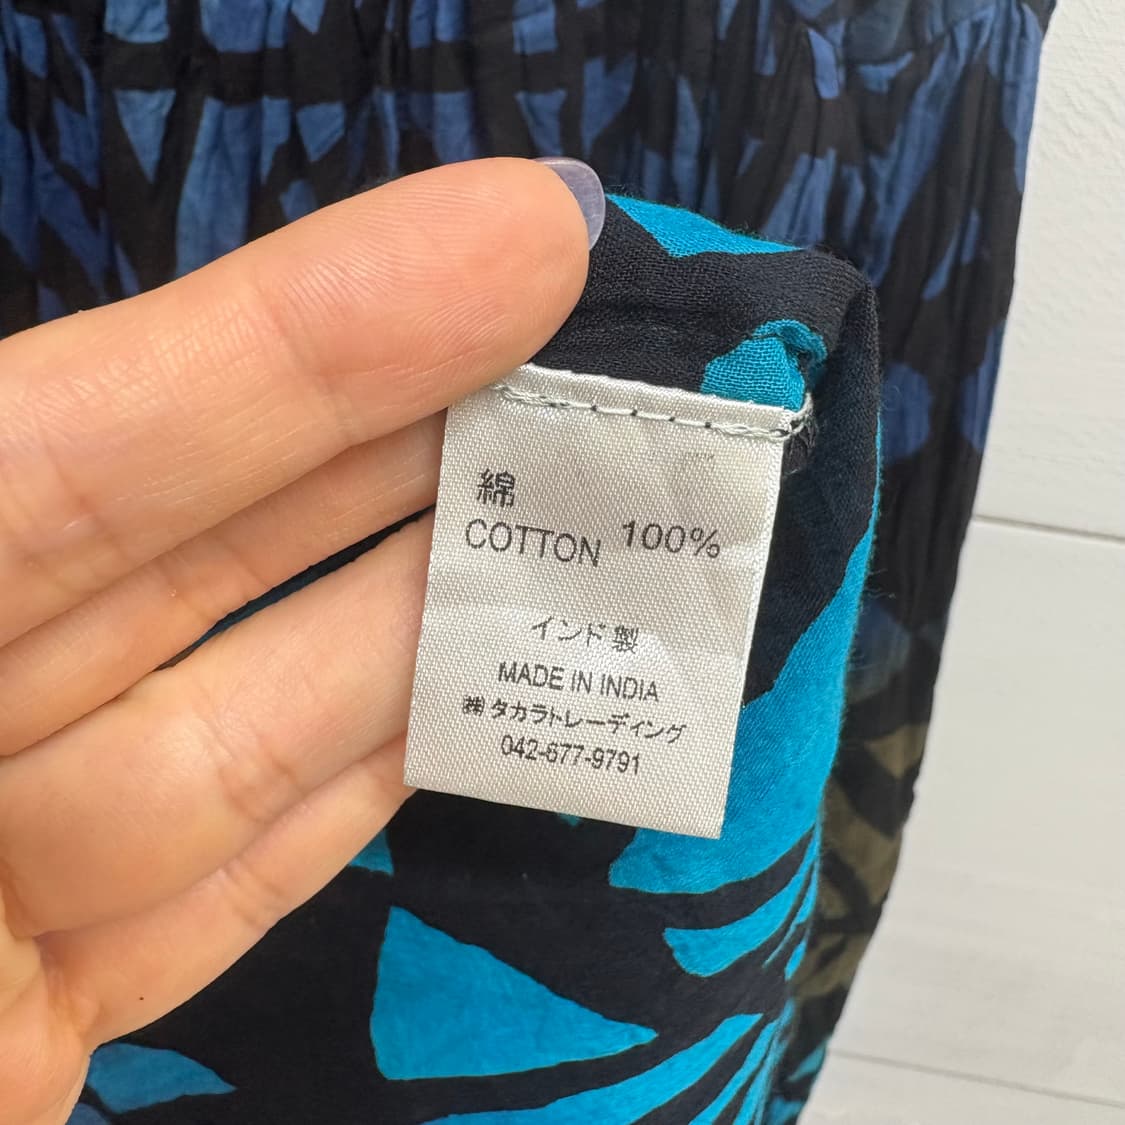 綿
COTTON 100%
インド製
MADE IN INDIA
㈱タカラトレーディング
042-677-9791